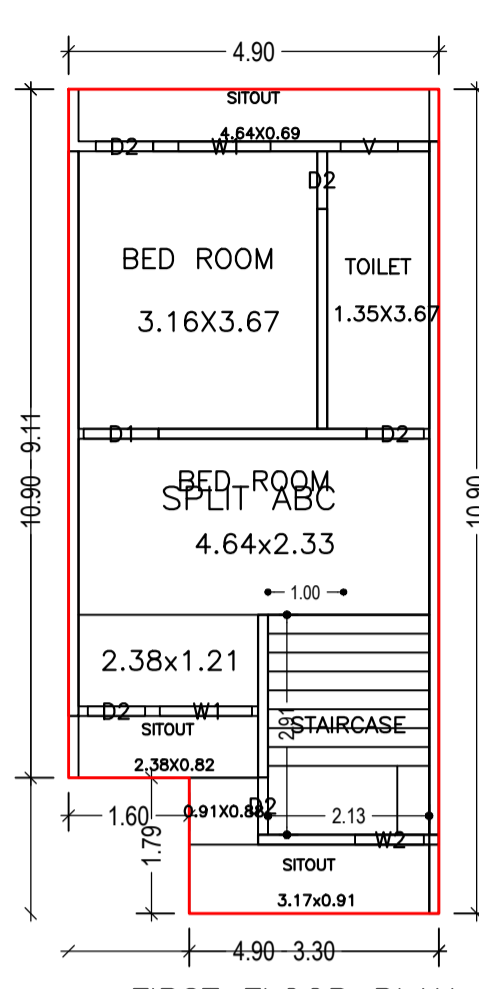 4.90
SITOUT
4.64X0.69
D2 W1 V
D2
BED ROOM
3.16X3.67
TOILET
1.35X3.67
10.90 9.11
10.90
D1 D2
BED ROOM
SPLIT ABC
4.64x2.33
1.00
2.38x1.21
2.91
STAIRCASE
D2 W1
SITOUT
2.38X0.82
1.60
1.79
0.91X0.88
D2
2.13
W2
SITOUT
3.17x0.91
4.90 3.30
FIRST FLOOR PLAN